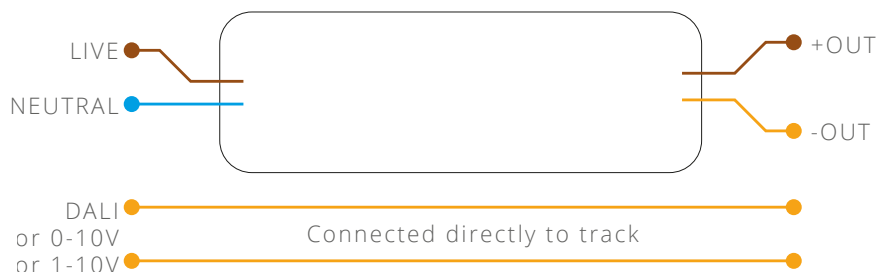 LIVE
+OUT
NEUTRAL
-OUT
DALI
or 0-10V
Connected directly to track
or 1-10V